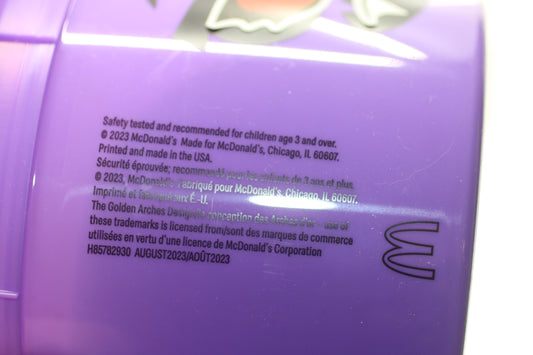 Safety tested and recommended for children age 3 and over.
© 2023 McDonald's Made for McDonald's, Chicago, IL 60607.
Printed and made in the USA.
Sécurité éprouvée; recommandé pour les enfants de 3 ans et plus.
© 2023, McDonald's Fabriqué pour McDonald's, Chicago, IL 60607.
Imprimé et fabriqué aux É.-U.
The Golden Arches Design/la conception des Arches d'or - use of
these trademarks is licensed from/sont des marques de commerce
utilisées en vertu d'une licence de McDonald's Corporation
H85782930 AUGUST2023/AOÛT2023